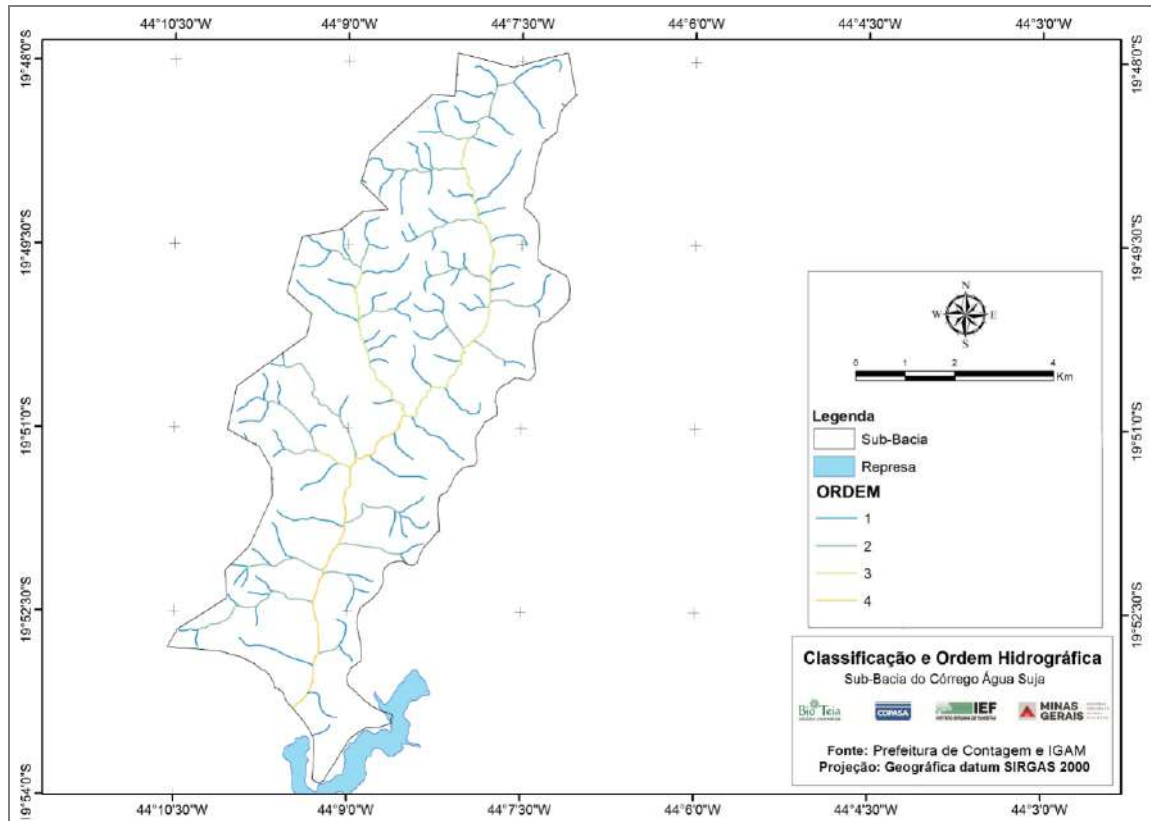 44°10'30"W 44°9'0"W 44°7'30"W 44°6'0"W 44°4'30"W 44°3'0"W
19°48'0"S 19°48'0"S
19°49'30"S 19°49'30"S
19°51'0"S 19°51'0"S
19°52'30"S 19°52'30"S
19°54'0"S 19°54'0"S
N
W E
S
0 1 2 4
Km
Legenda
Sub-Bacia
Represa
ORDEM
1
2
3
4
Classificação e Ordem Hidrográfica
Sub-Bacia do Córrego Água Suja
Bio Teia COPASA IEF MINAS
GERAIS
Fonte: Prefeitura de Contagem e IGAM
Projeção: Geográfica datum SIRGAS 2000
44°10'30"W 44°9'0"W 44°7'30"W 44°6'0"W 44°4'30"W 44°3'0"W